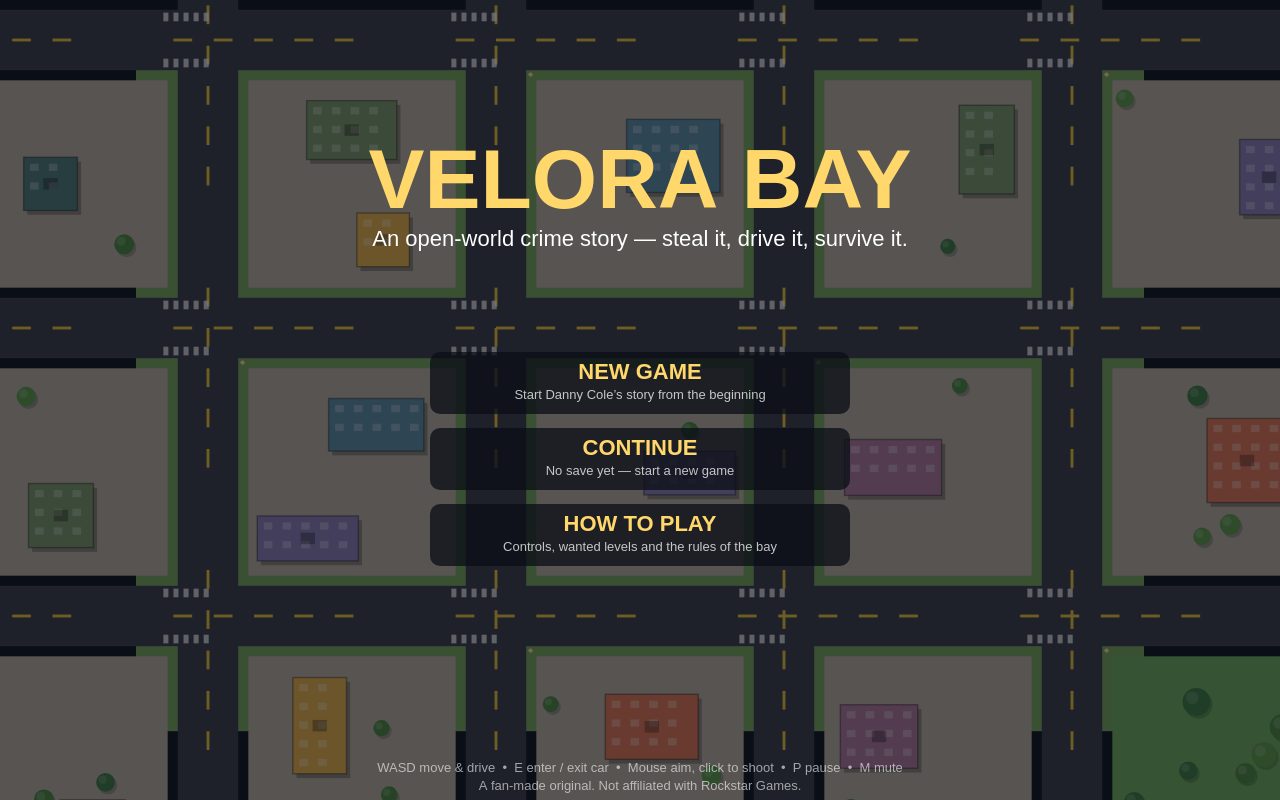 VELORA BAY
An open-world crime story — steal it, drive it, survive it.
NEW GAME
Start Danny Cole’s story from the beginning
CONTINUE
No save yet — start a new game
HOW TO PLAY
Controls, wanted levels and the rules of the bay
WASD move & drive • E enter / exit car • Mouse aim, click to shoot • P pause • M mute
A fan-made original. Not affiliated with Rockstar Games.